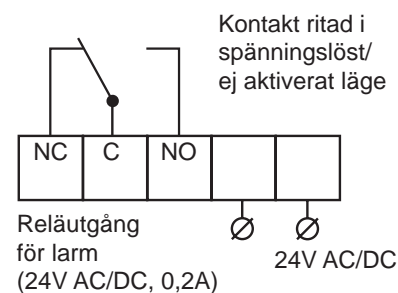 Kontakt ritad i
spänningslöst/
ej aktiverat läge
NC C NO
Reläutgång
för larm
(24V AC/DC, 0,2A)
24V AC/DC